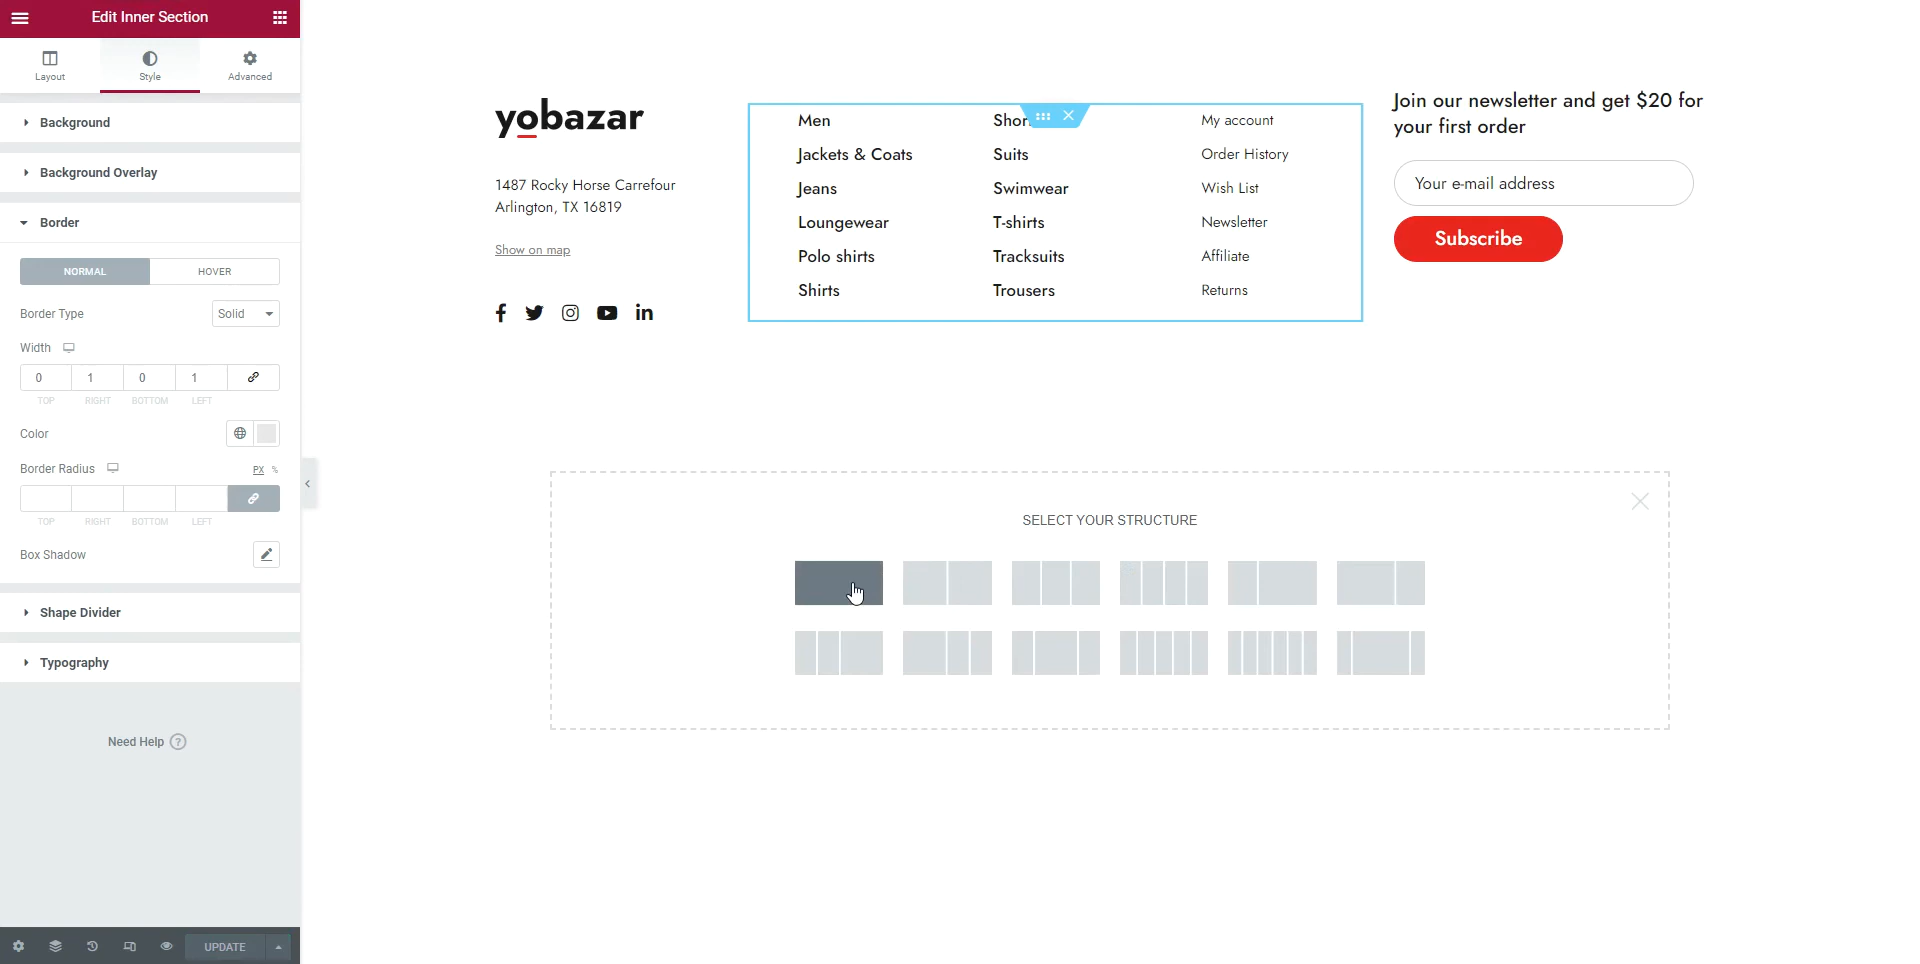 Edit Inner Section
Layout
Style
Advanced
Background
Background Overlay
Border
NORMAL
HOVER
Border Type
Solid
Width
0
1
0
1
TOP
RIGHT
BOTTOM
LEFT
Color
Border Radius
PX
%
TOP
RIGHT
BOTTOM
LEFT
Box Shadow
Shape Divider
Typography
Need Help ?
UPDATE
yobazar
1487 Rocky Horse Carrefour
Arlington, TX 16819
Show on map
Men
Jackets & Coats
Jeans
Loungewear
Polo shirts
Shirts
Suits
Swimwear
T-shirts
Tracksuits
Trousers
My account
Order History
Wish List
Newsletter
Affiliate
Returns
Join our newsletter and get $20 for
your first order
Your e-mail address
Subscribe
SELECT YOUR STRUCTURE